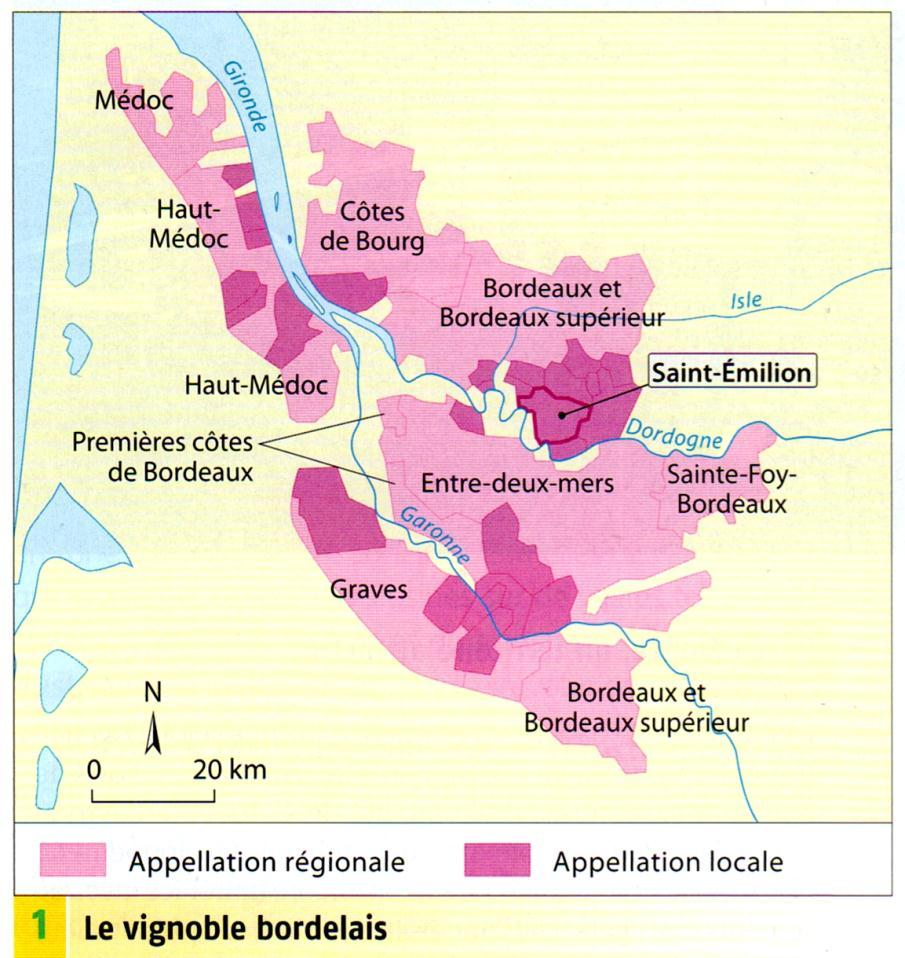 Gironde
Médoc
Haut-
Médoc
Côtes
de Bourg
Bordeaux et
Bordeaux supérieur
Isle
Saint-Émilion
Haut-Médoc
Dordogne
Premières côtes
de Bordeaux
Entre-deux-mers
Sainte-Foy-
Bordeaux
Garonne
Graves
N
Bordeaux et
Bordeaux supérieur
0 20 km
Appellation régionale
Appellation locale
1 Le vignoble bordelais